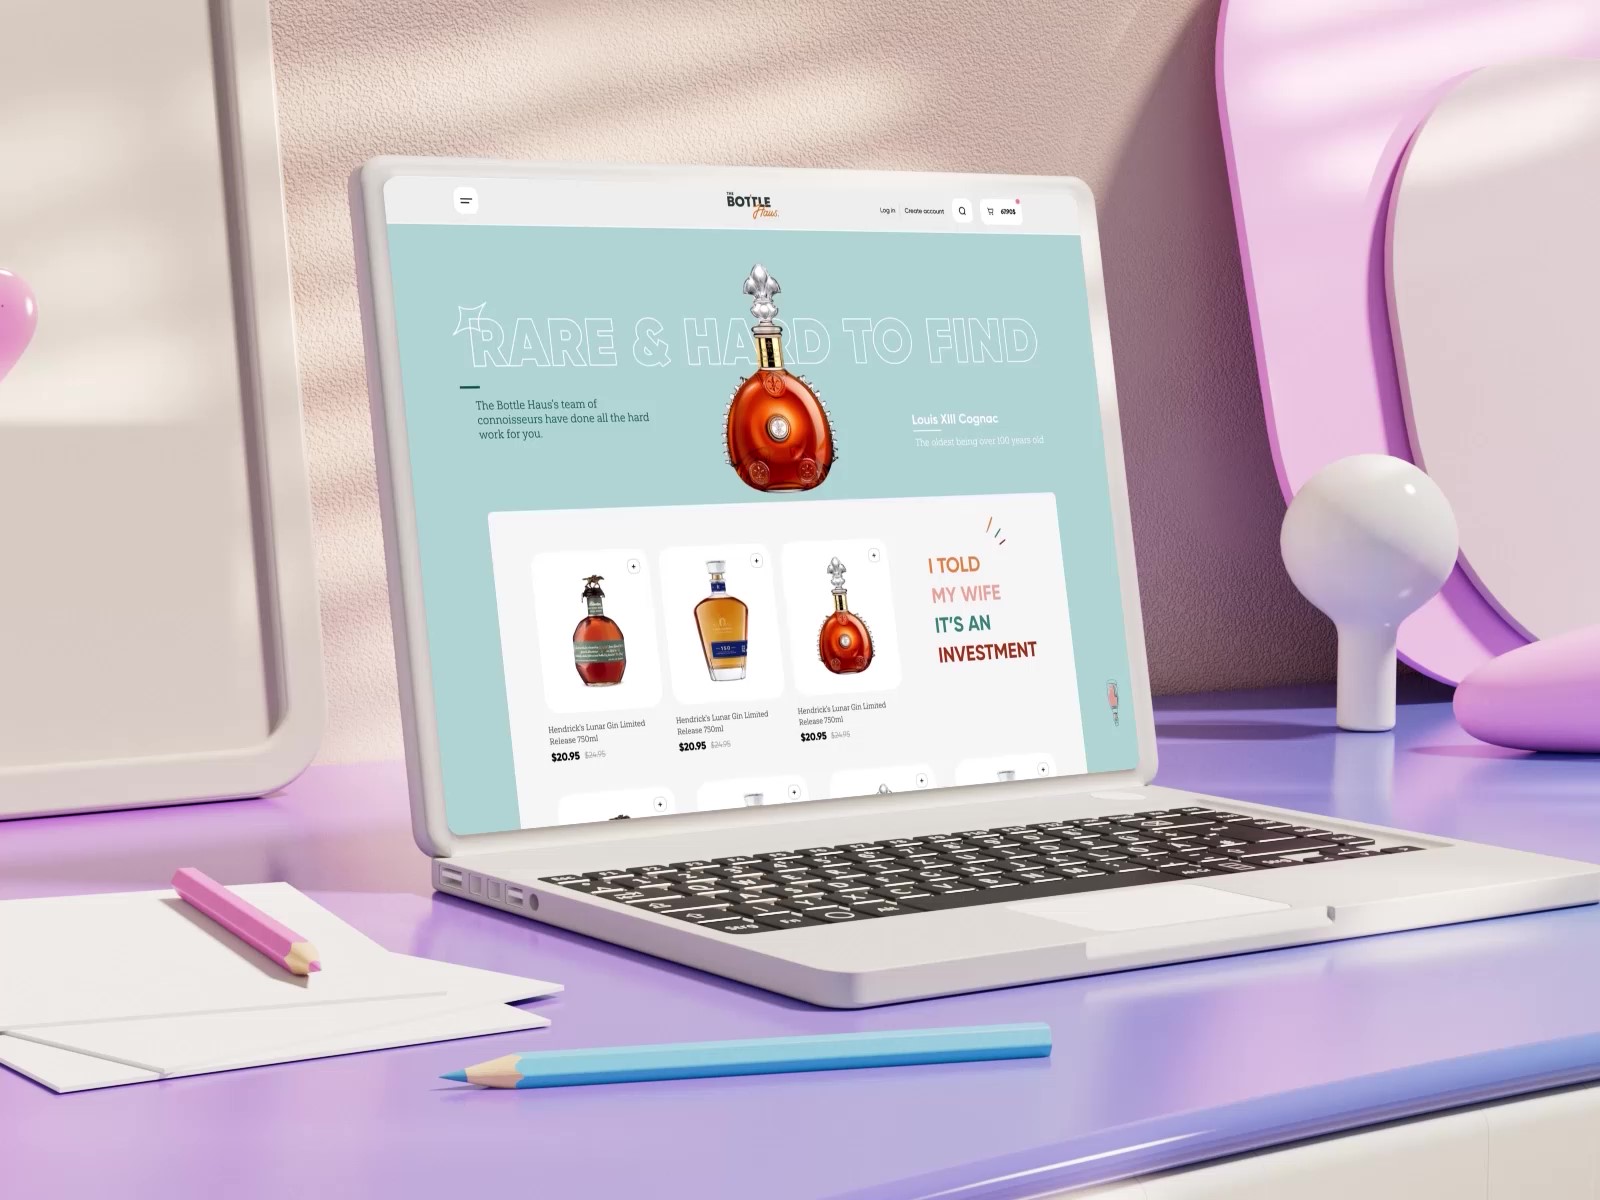 THE
BOTTLE
Haus.
Log in
Create account
6790$
RARE & HARD TO FIND
The Bottle Haus's team of
connoisseurs have done all the hard
work for you.
Louis XIII Cognac
The oldest being over 100 years old
I TOLD
MY WIFE
IT'S AN
INVESTMENT
Hendrick's Lunar Gin Limited
Release 750ml
$20.95 $24.95
Hendrick's Lunar Gin Limited
Release 750ml
$20.95 $24.95
Hendrick's Lunar Gin Limited
Release 750ml
$20.95 $24.95
Strg
Fn